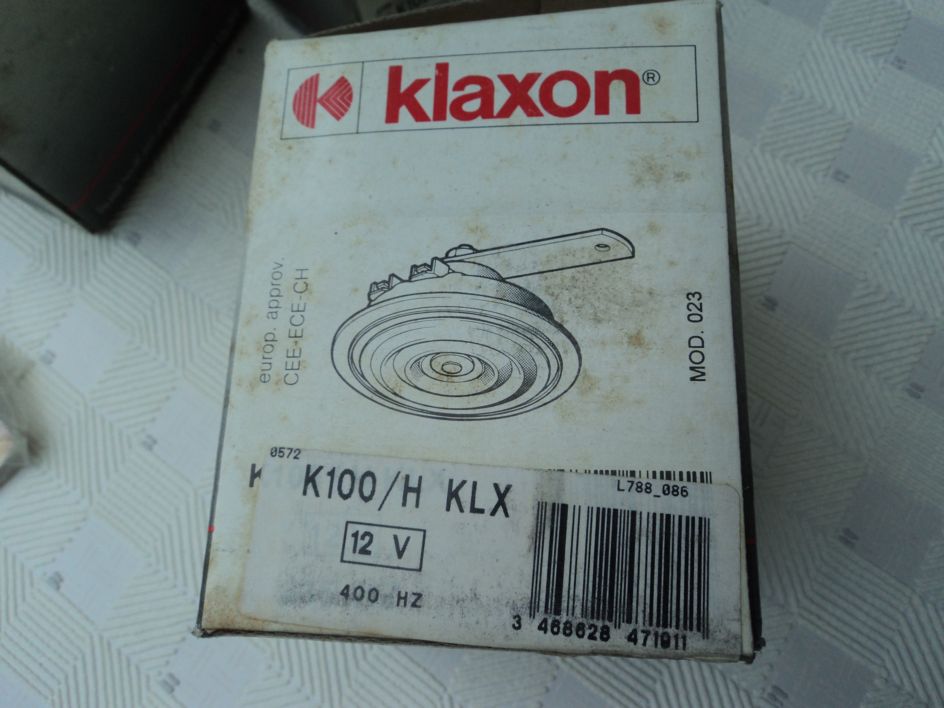 klaxon®
europ. approv.
CEE-ECE-CH
MOD. 023
0572
K100/H KLX
L788_086
12 V
400 HZ
3 468628 471911